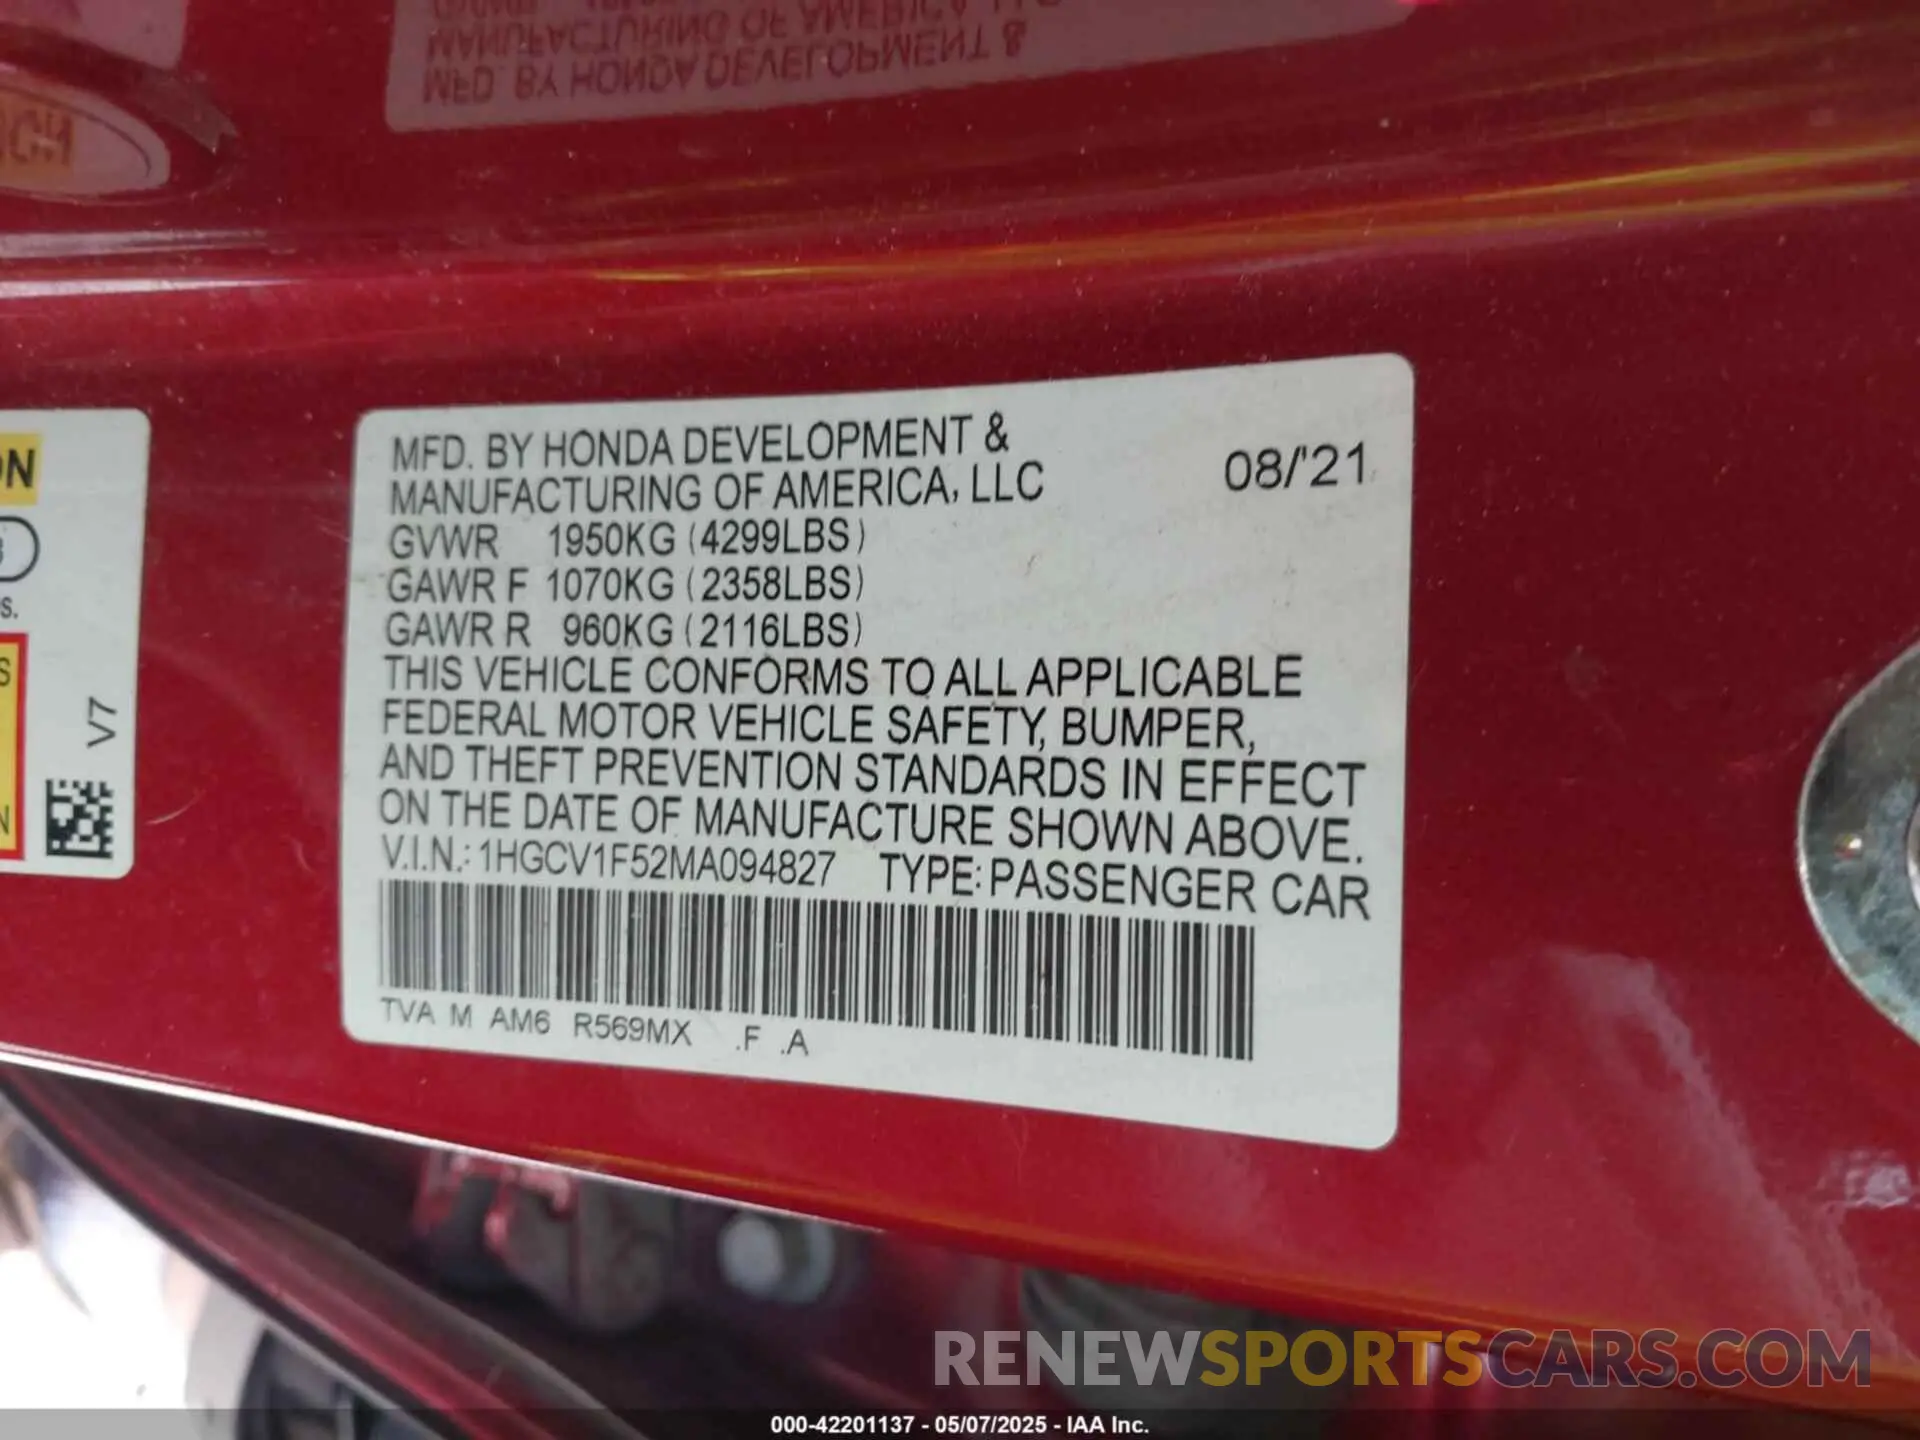 MFD. BY HONDA DEVELOPMENT &
MANUFACTURING OF AMERICA, LLC
08/'21
GVWR 1950KG (4299LBS)
GAWR F 1070KG (2358LBS)
GAWR R 960KG (2116LBS)
THIS VEHICLE CONFORMS TO ALL APPLICABLE
FEDERAL MOTOR VEHICLE SAFETY, BUMPER,
AND THEFT PREVENTION STANDARDS IN EFFECT
ON THE DATE OF MANUFACTURE SHOWN ABOVE.
V.I.N.: 1HGCV1F52MA094827 TYPE: PASSENGER CAR
TVA M AM6 R569MX .F .A
V7
RENEWSPORTSCARS.COM
000-42201137 - 05/07/2025 - IAA Inc.